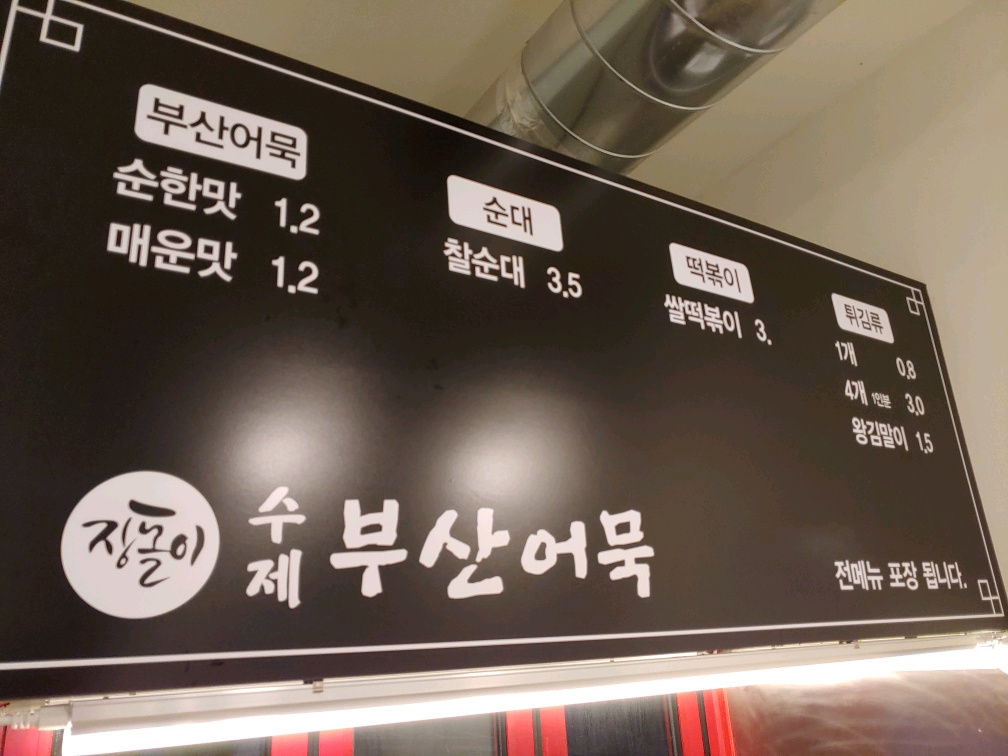 부산어묵
순한맛 1.2
매운맛 1.2
순대
찰순대 3.5
떡볶이
쌀떡볶이 3.
튀김류
1개 0.8
4개 1인분 3.0
왕김말이 1.5
장돌이
수제 부산어묵
전메뉴 포장 됩니다.